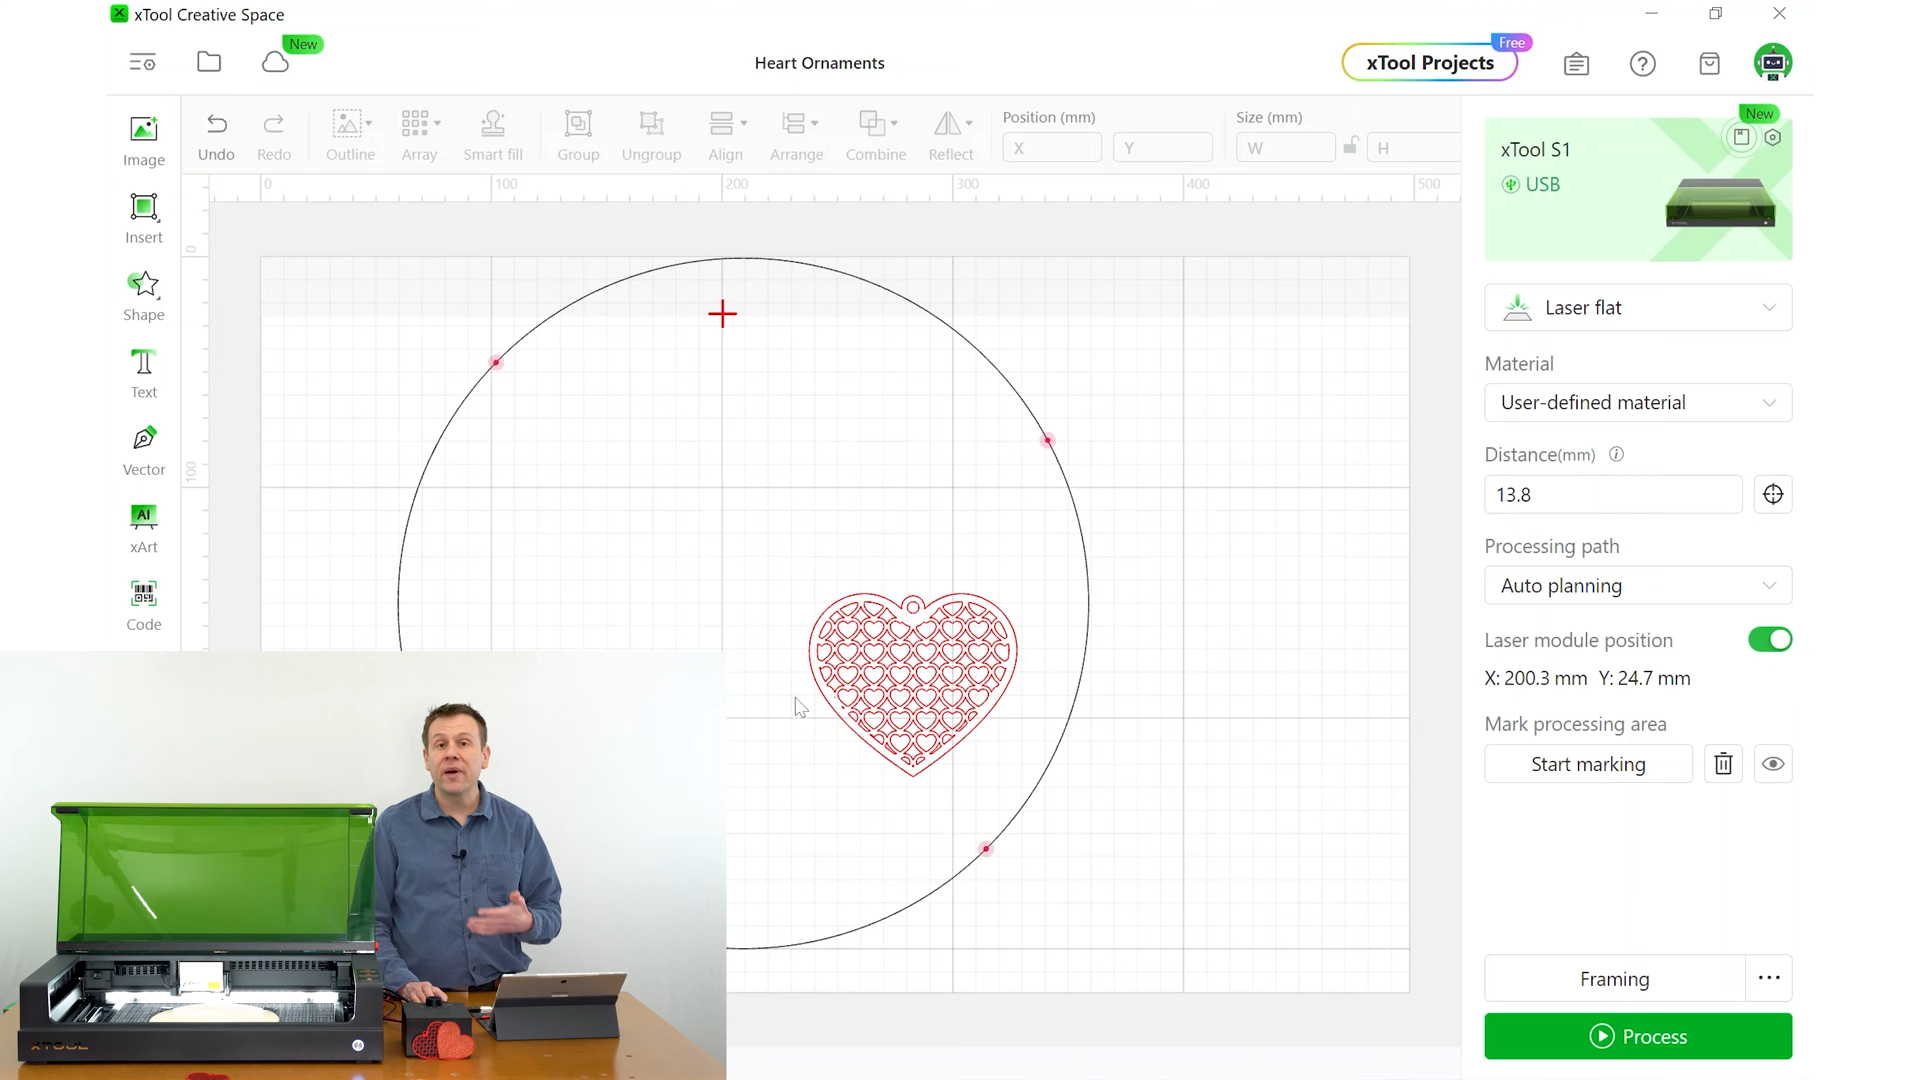 xTool Creative Space
New
Heart Ornaments
Free
xTool Projects
Image
Insert
Shape
Text
Vector
AI
xArt
Code
Undo
Redo
Outline
Array
Smart fill
Group
Ungroup
Align
Arrange
Combine
Reflect
Position (mm)
X
Y
Size (mm)
W
H
0
100
200
300
400
500
0
100
New
xTool S1
USB
Laser flat
Material
User-defined material
Distance(mm)
13.8
Processing path
Auto planning
Laser module position
X: 200.3 mm Y: 24.7 mm
Mark processing area
Start marking
Framing
Process
XTOOL